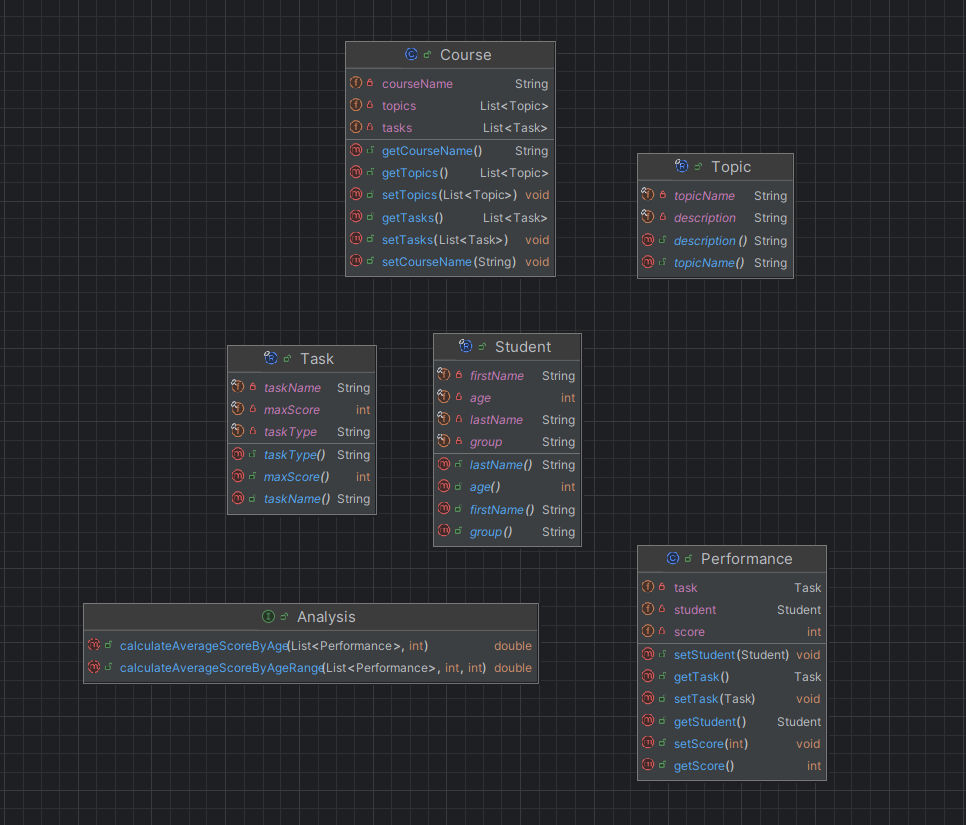 Course
courseName String
topics List<Topic>
tasks List<Task>
getCourseName() String
getTopics() List<Topic>
setTopics(List<Topic>) void
getTasks() List<Task>
setTasks(List<Task>) void
setCourseName(String) void
Topic
topicName String
description String
description() String
topicName() String
Task
taskName String
maxScore int
taskType String
taskType() String
maxScore() int
taskName() String
Student
firstName String
age int
lastName String
group String
lastName() String
age() int
firstName() String
group() String
Analysis
calculateAverageScoreByAge(List<Performance>, int) double
calculateAverageScoreByAgeRange(List<Performance>, int, int) double
Performance
task Task
student Student
score int
setStudent(Student) void
getTask() Task
setTask(Task) void
getStudent() Student
setScore(int) void
getScore() int